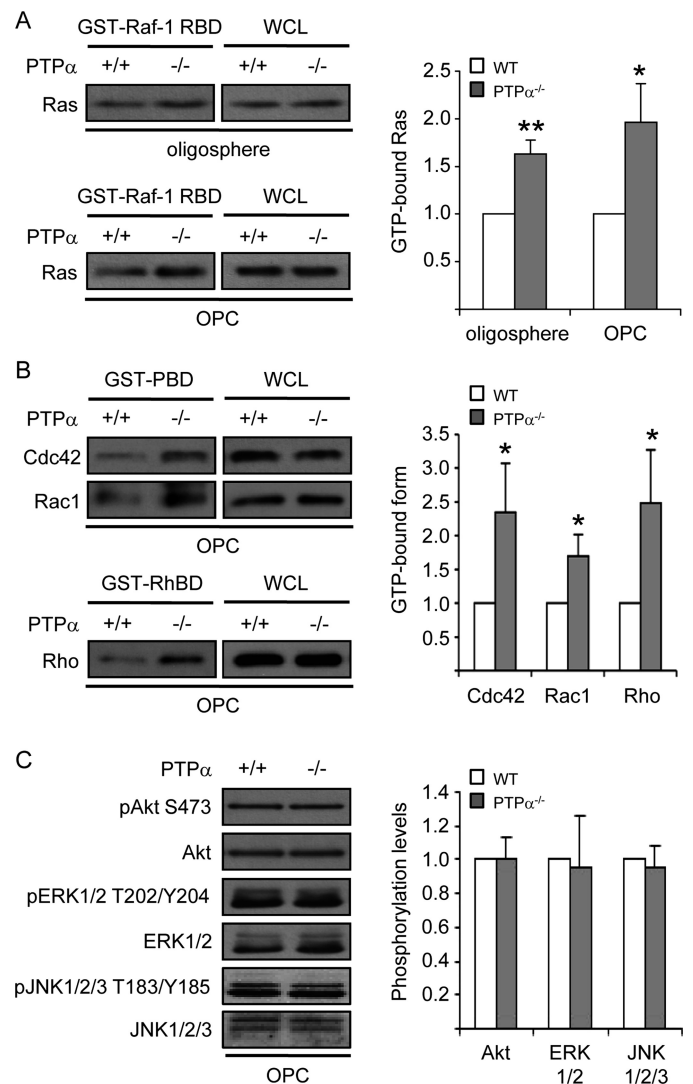 A
GST-Raf-1 RBD WCL
PTPα +/+ -/- +/+ -/-
Ras
oligosphere
GST-Raf-1 RBD WCL
PTPα +/+ -/- +/+ -/-
Ras
OPC
WT
PTPα-/-
GTP-bound Ras
2.5
2.0
1.5
1.0
0.5
**
*
oligosphere OPC
B
GST-PBD WCL
PTPα +/+ -/- +/+ -/-
Cdc42
Rac1
OPC
GST-RhBD WCL
PTPα +/+ -/- +/+ -/-
Rho
OPC
WT
PTPα-/-
GTP-bound form
3.5
3.0
2.5
2.0
1.5
1.0
0.5
*
*
*
Cdc42 Rac1 Rho
C
PTPα +/+ -/-
pAkt S473
Akt
pERK1/2 T202/Y204
ERK1/2
pJNK1/2/3 T183/Y185
JNK1/2/3
OPC
WT
PTPα-/-
Phosphorylation levels
1.4
1.2
1.0
0.8
0.6
0.4
0.2
Akt ERK JNK
1/2 1/2/3